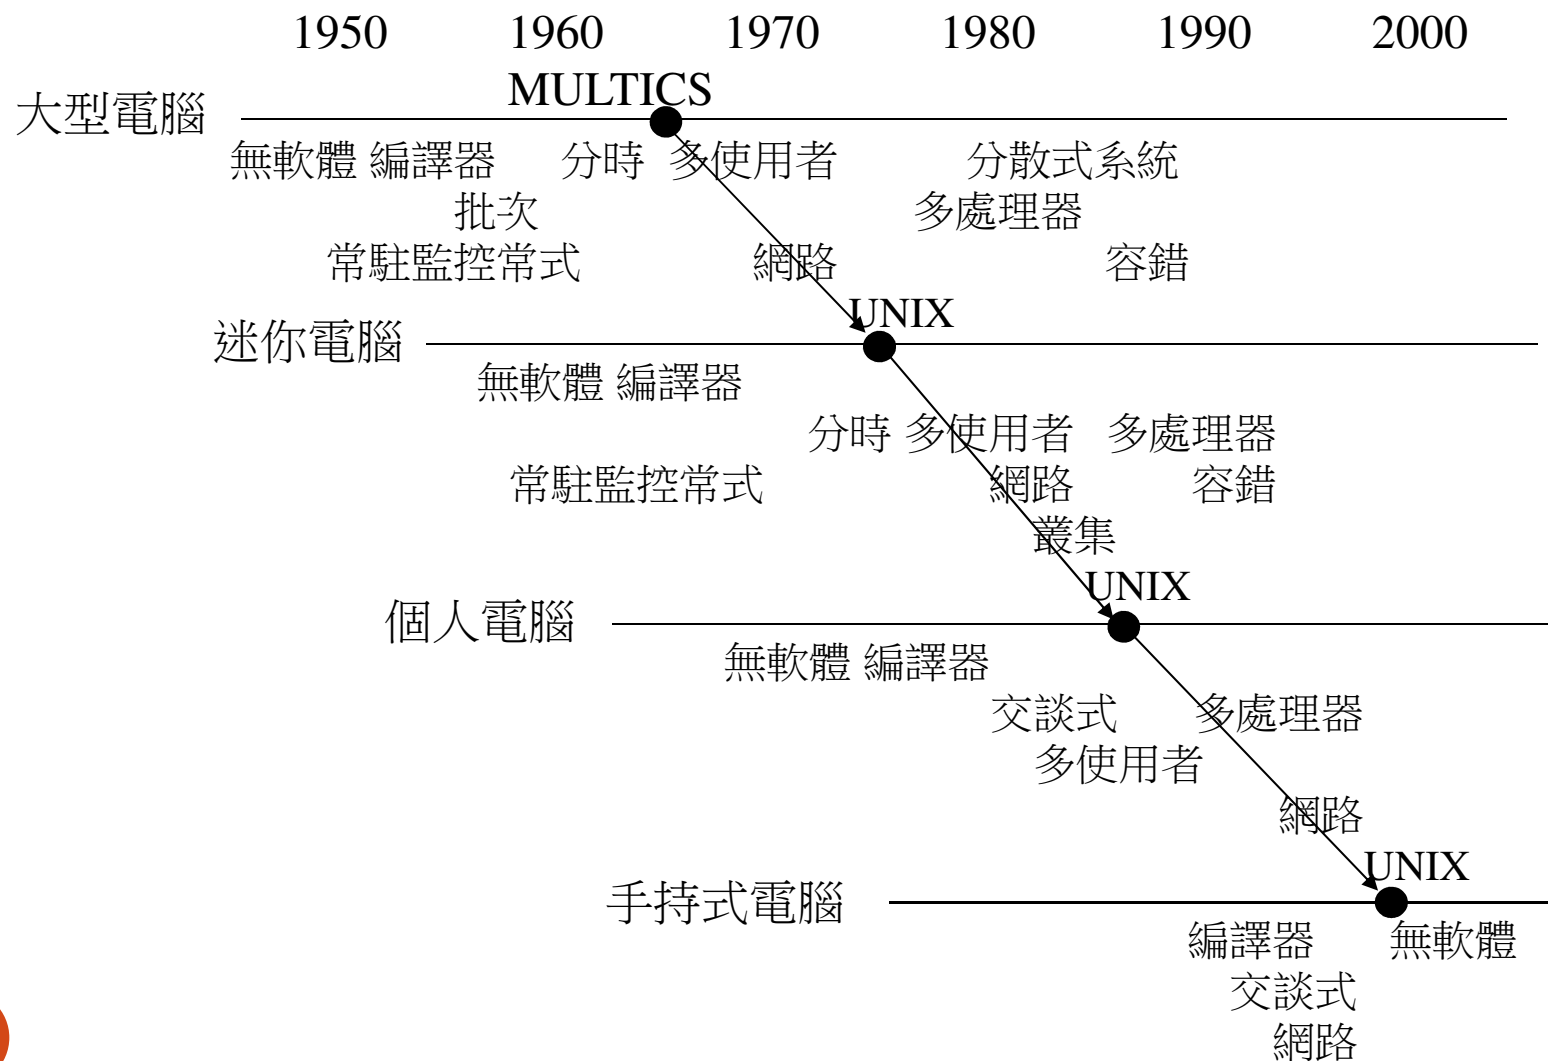 1950 1960 1970 1980 1990 2000
MULTICS
大型電腦
無軟體 編譯器 分時 多使用者 分散式系統
批次 多處理器
常駐監控常式 網路 容錯
UNIX
迷你電腦
無軟體 編譯器
分時 多使用者 多處理器
常駐監控常式 網路 容錯
叢集
UNIX
個人電腦
無軟體 編譯器
交談式 多處理器
多使用者
網路
UNIX
手持式電腦
編譯器 無軟體
交談式
網路